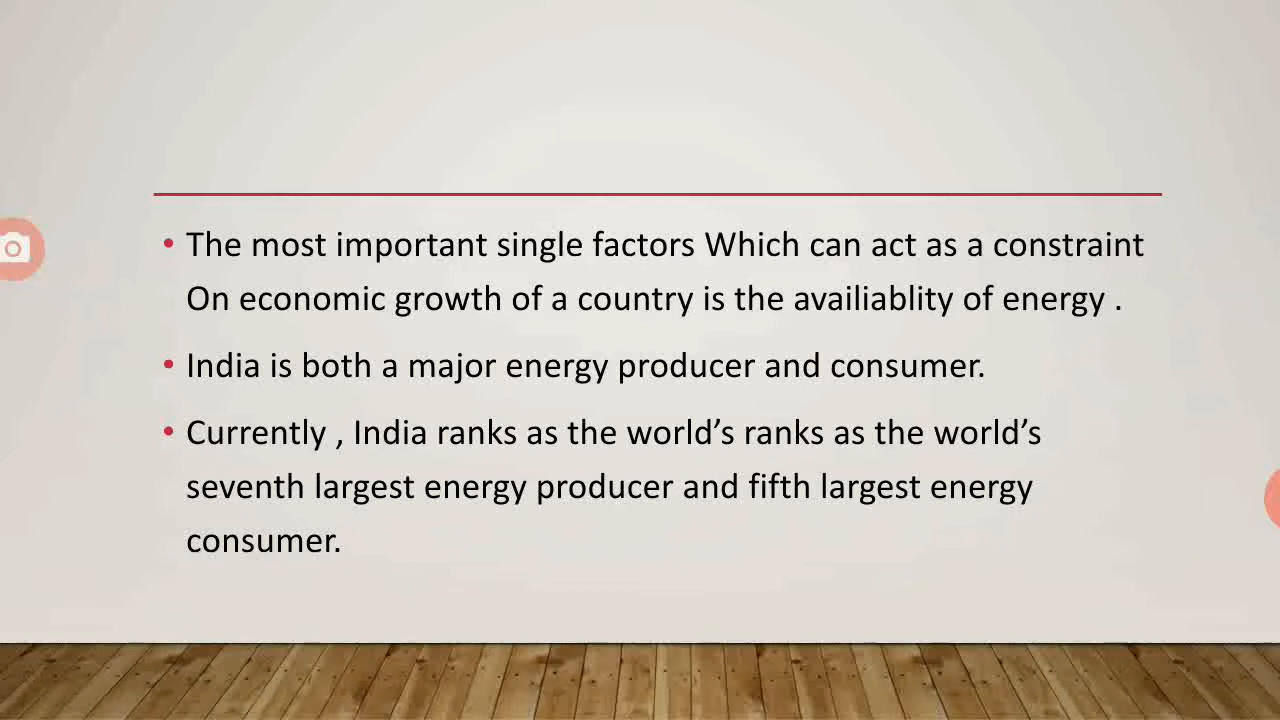 • The most important single factors Which can act as a constraint
On economic growth of a country is the availiablity of energy .
• India is both a major energy producer and consumer.
• Currently , India ranks as the world’s ranks as the world’s
seventh largest energy producer and fifth largest energy
consumer.